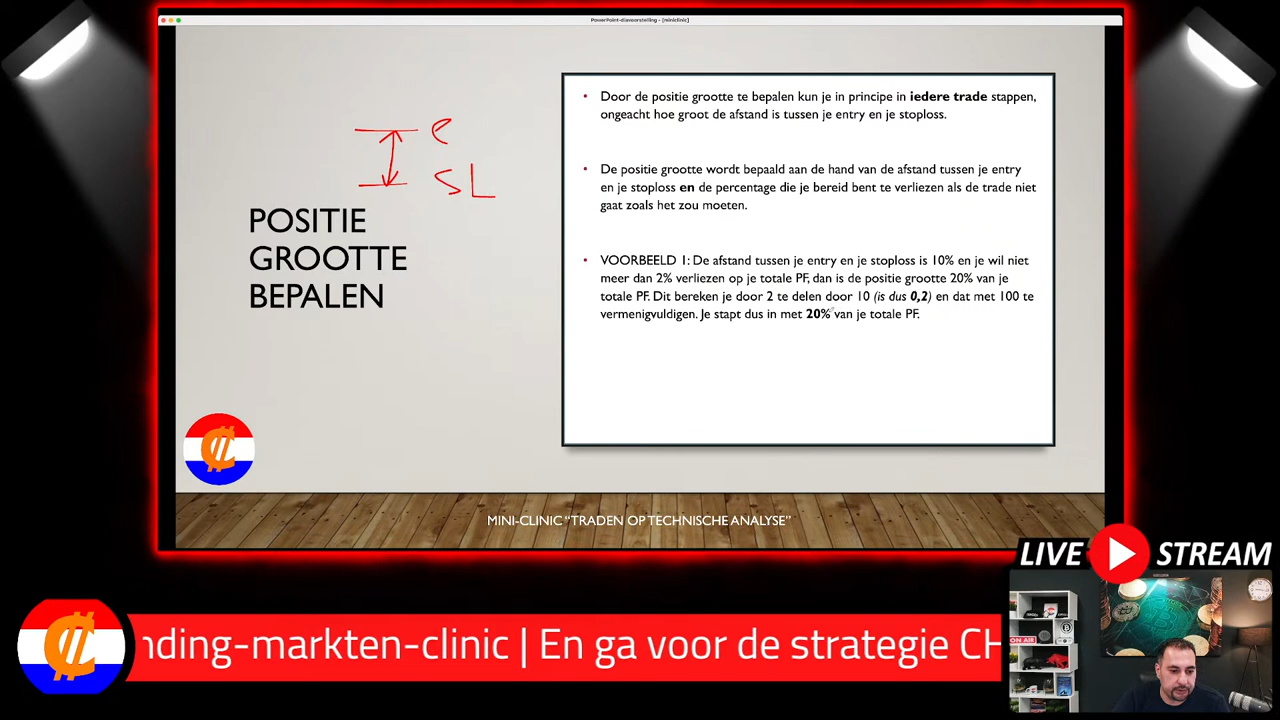 PowerPoint-diavoorstelling - [miniclinic]
e
SL
POSITIE
GROOTTE
BEPALEN
• Door de positie grootte te bepalen kun je in principe in iedere trade stappen,
ongeacht hoe groot de afstand is tussen je entry en je stoploss.
• De positie grootte wordt bepaald aan de hand van de afstand tussen je entry
en je stoploss en de percentage die je bereid bent te verliezen als de trade niet
gaat zoals het zou moeten.
• VOORBEELD 1: De afstand tussen je entry en je stoploss is 10% en je wil niet
meer dan 2% verliezen op je totale PF, dan is de positie grootte 20% van je
totale PF. Dit bereken je door 2 te delen door 10 (is dus 0,2) en dat met 100 te
vermenigvuldigen. Je stapt dus in met 20% van je totale PF.
MINI-CLINIC “TRADEN OP TECHNISCHE ANALYSE”
LIVE STREAM
ON AIR
nding-markten-clinic | En ga voor de strategie CH